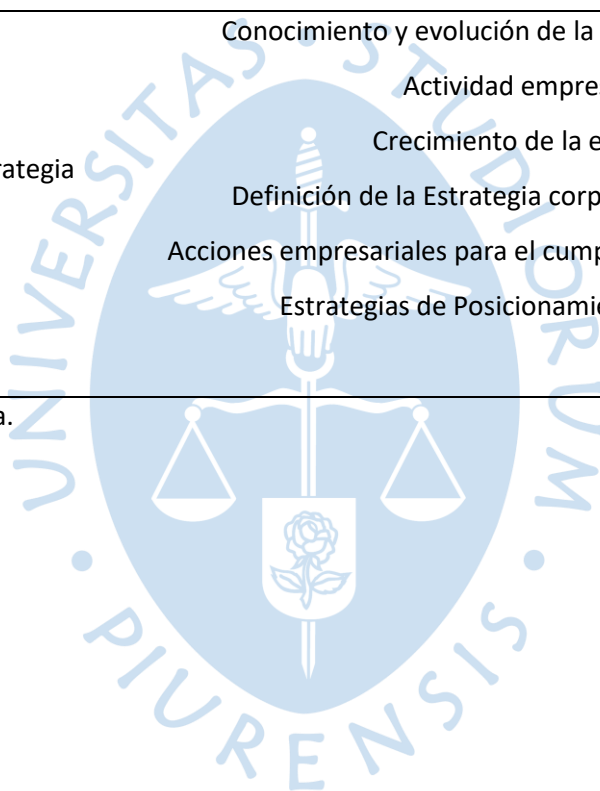 Conocimiento y evolución de la
Actividad empres
Crecimiento de la e
rategia
Definición de la Estrategia corp
Acciones empresariales para el cump
Estrategias de Posicionamie
a.
UNIVERSITAS • STUDIORUM • PIURENSIS